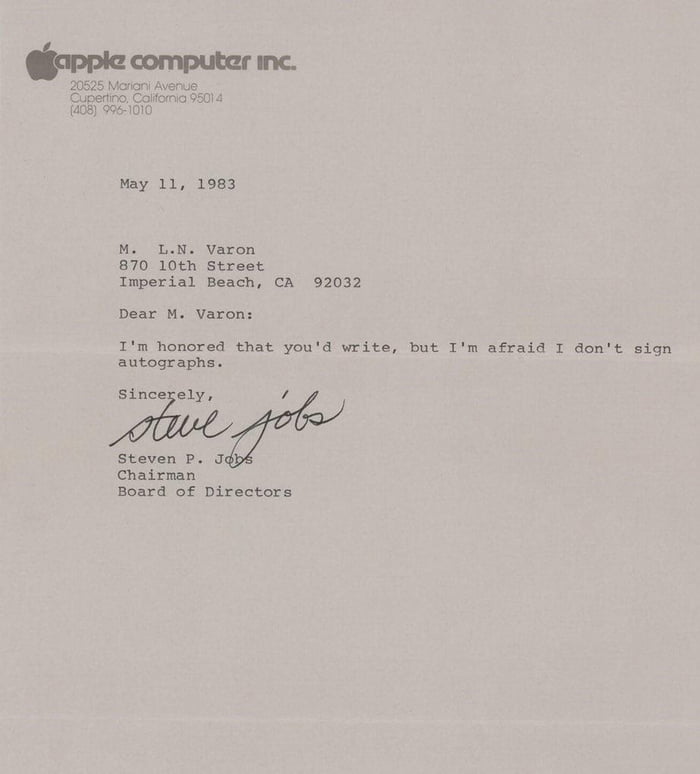 apple computer inc.
20525 Mariani Avenue
Cupertino, California 95014
(408) 996-1010
May 11, 1983
M.  L.N. Varon
870 10th Street
Imperial Beach, CA  92032
Dear M. Varon:
I'm honored that you'd write, but I'm afraid I don't sign
autographs.
Sincerely,
steve jobs
Steven P. Jobs
Chairman
Board of Directors